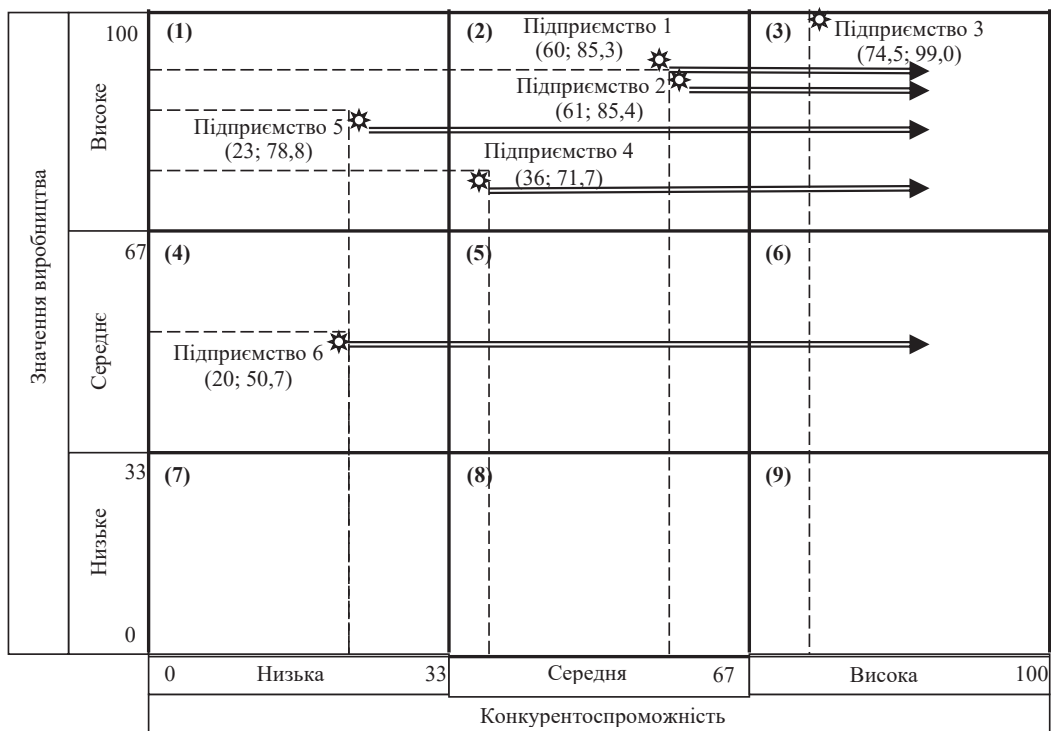 100
(1)
(2)
Підприємство 1
(60; 85,3)
(3)
Підприємство 3
(74,5; 99,0)
Підприємство 2
(61; 85,4)
Підприємство 5
(23; 78,8)
Підприємство 4
(36; 71,7)
Високе
Значення виробництва
67
(4)
(5)
(6)
Середнє
Підприємство 6
(20; 50,7)
33
(7)
(8)
(9)
Низьке
0
0
Низька
33
Середня
67
Висока
100
Конкурентоспроможність